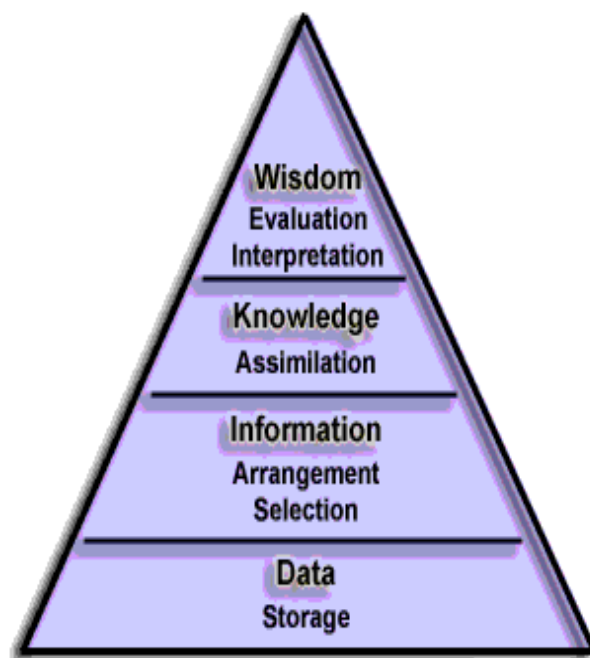 Wisdom
Evaluation
Interpretation
Knowledge
Assimilation
Information
Arrangement
Selection
Data
Storage